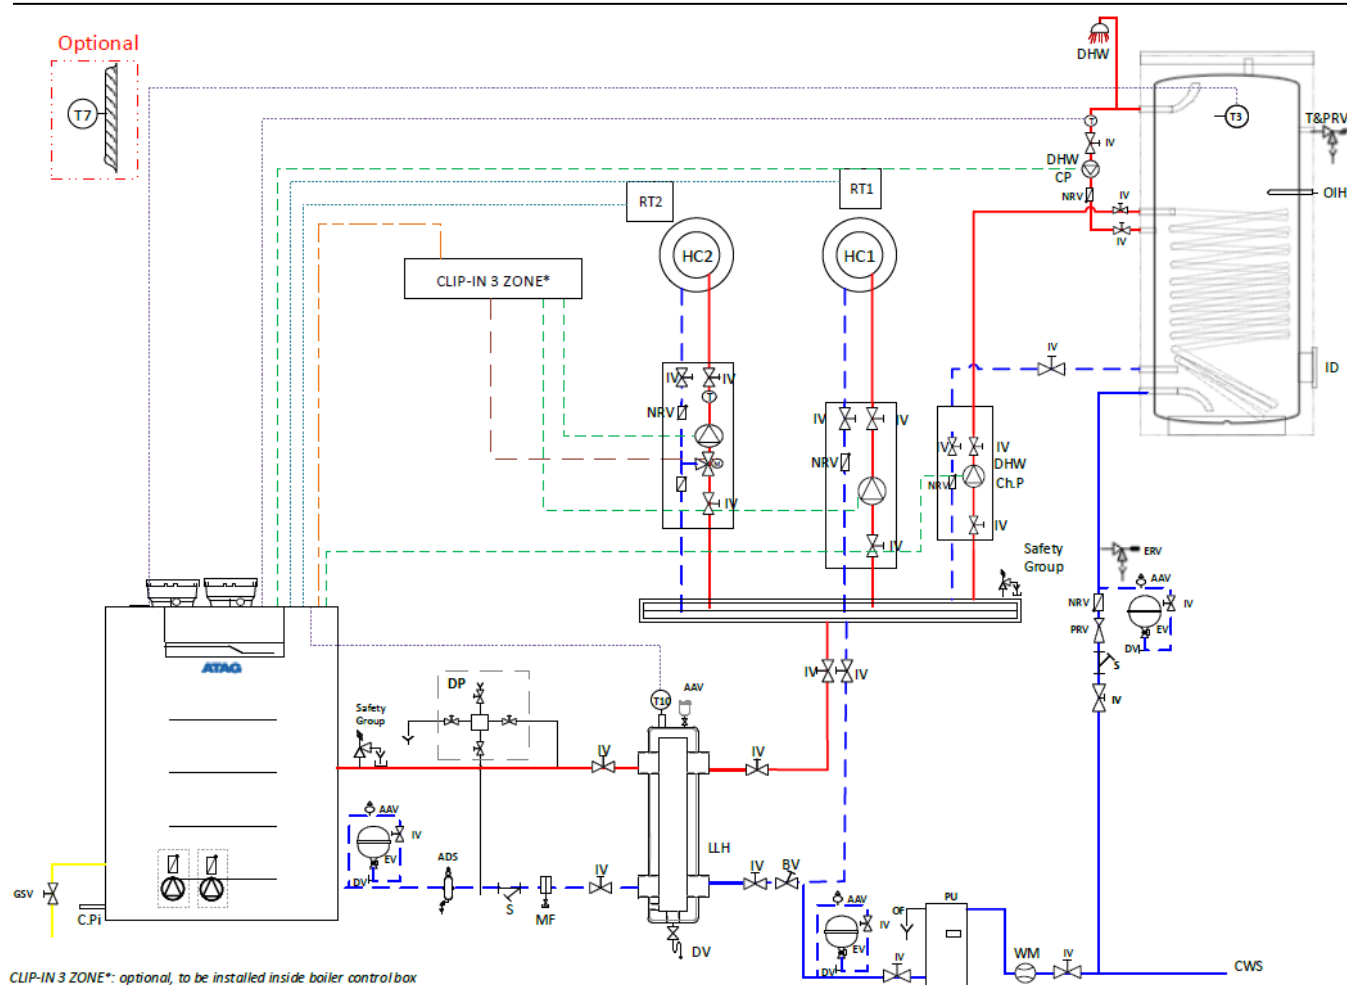 Optional
T7
DHW
T3
T&PRV
T
IV
DHW
CP
NRV
IV
IV
OIH
RT2
RT1
HC2
HC1
CLIP-IN 3 ZONE*
IV
ID
IV
IV
T
NRV
M
IV
IV
IV
NRV
IV
IV
IV
DHW
Ch.P
NRV
IV
Safety
Group
ERV
AAV
NRV
IV
PRV
EV
DV
S
IV
ATAG
DP
T10
AAV
IV
IV
Safety
Group
IV
IV
AAV
IV
EV
DV
ADS
S
MF
IV
LLH
IV
BV
DV
GSV
C.Pi
AAV
IV
EV
DV
OF
PU
IV
WM
IV
CWS
CLIP-IN 3 ZONE*: optional, to be installed inside boiler control box